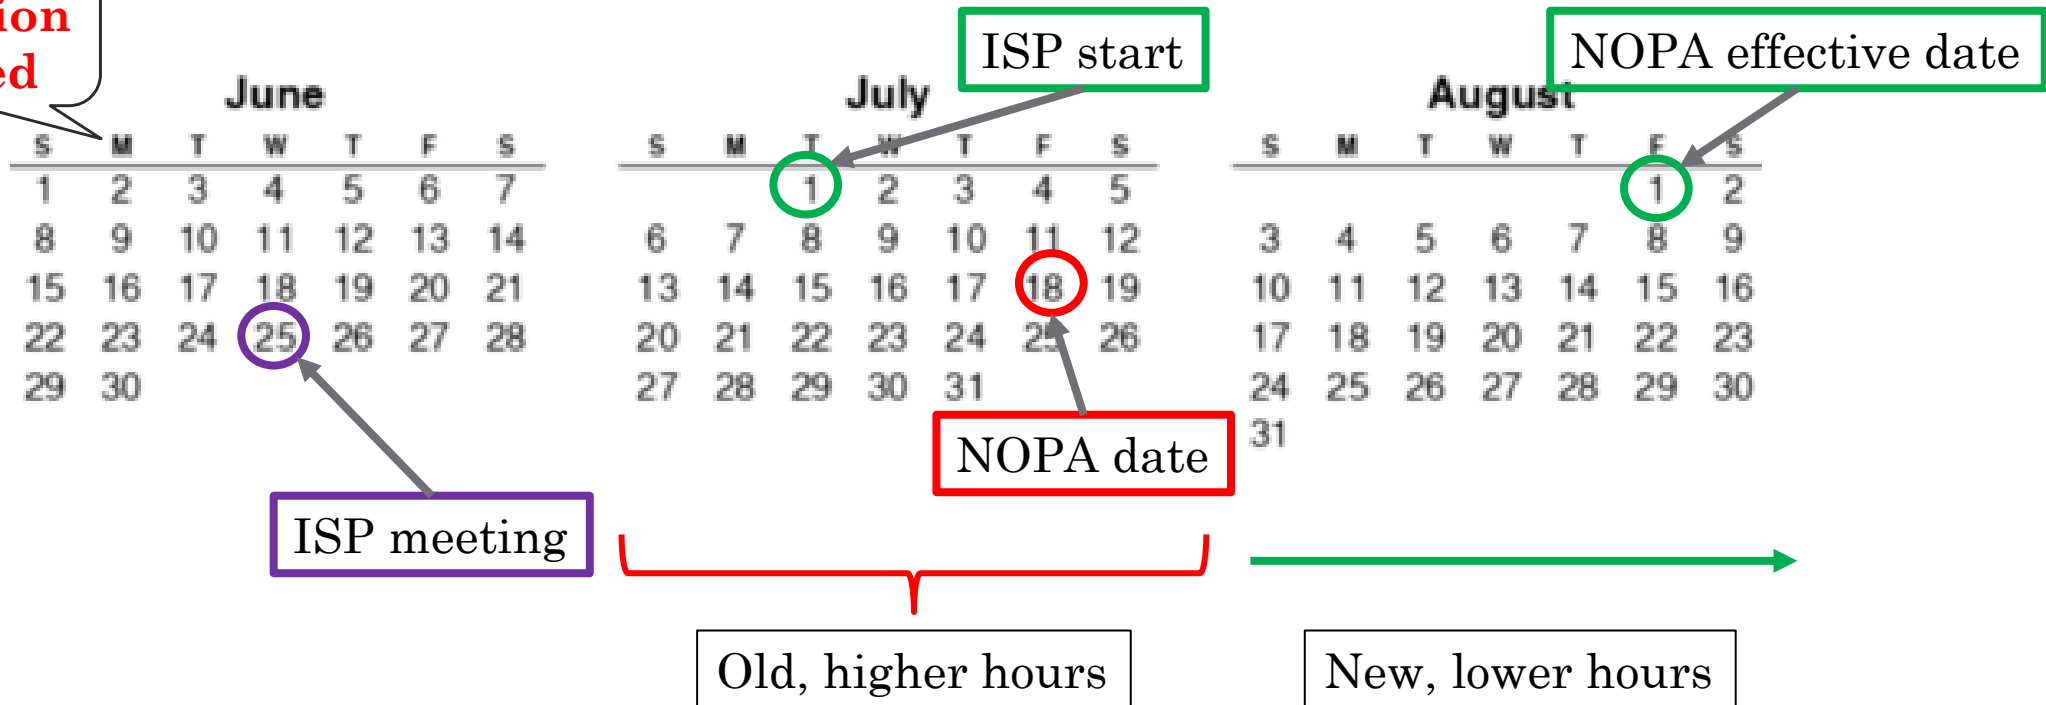 ed
ISP start
NOPA effective date
June
July
August
S M T W T F S
1 2 3 4 5 6 7
8 9 10 11 12 13 14
15 16 17 18 19 20 21
22 23 24 25 26 27 28
29 30
S M T W T F S
1 2 3 4 5
6 7 8 9 10 11 12
13 14 15 16 17 18 19
20 21 22 23 24 25 26
27 28 29 30 31
S M T W T F S
1 2
3 4 5 6 7 8 9
10 11 12 13 14 15 16
17 18 19 20 21 22 23
24 25 26 27 28 29 30
31
NOPA date
ISP meeting
Old, higher hours
New, lower hours